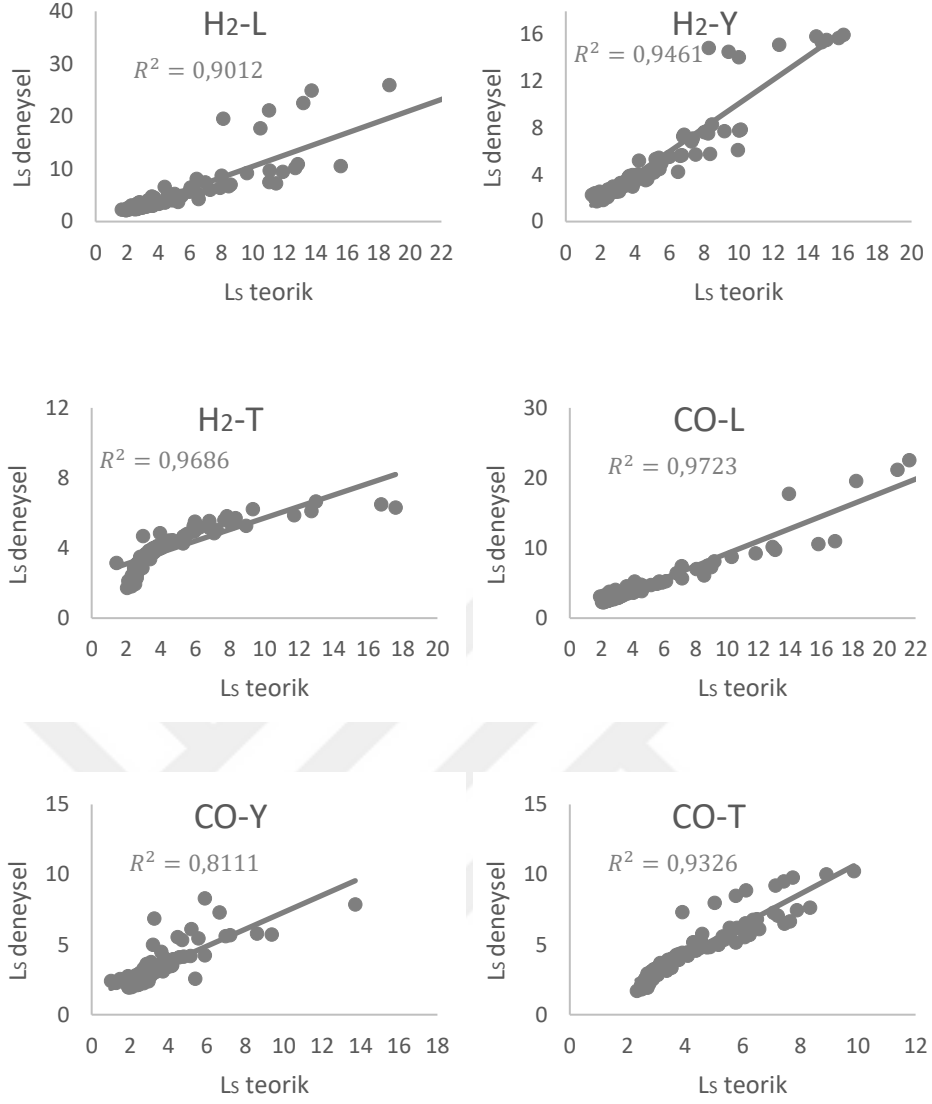 H2-L
R² = 0,9012
40
30
20
10
0
0 2 4 6 8 10 12 14 16 18 20 22
Ls deneysel
Ls teorik
H2-Y
R² = 0,9461
16
12
8
4
0
0 2 4 6 8 10 12 14 16 18 20
Ls deneysel
Ls teorik
H2-T
R² = 0,9686
12
8
4
0
0 2 4 6 8 10 12 14 16 18 20
Ls deneysel
Ls teorik
CO-L
R² = 0,9723
30
20
10
0
0 2 4 6 8 10 12 14 16 18 20 22
Ls deneysel
Ls teorik
CO-Y
R² = 0,8111
15
10
5
0
0 2 4 6 8 10 12 14 16 18
Ls deneysel
Ls teorik
CO-T
R² = 0,9326
15
10
5
0
0 2 4 6 8 10 12
Ls deneysel
Ls teorik